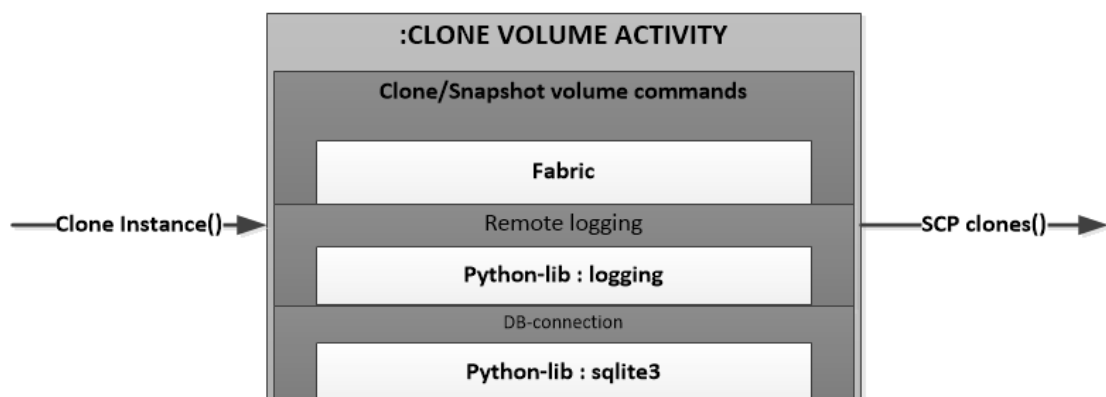 :CLONE VOLUME ACTIVITY
Clone/Snapshot volume commands
Fabric
Clone Instance()
Remote logging
SCP clones()
Python-lib : logging
DB-connection
Python-lib : sqlite3